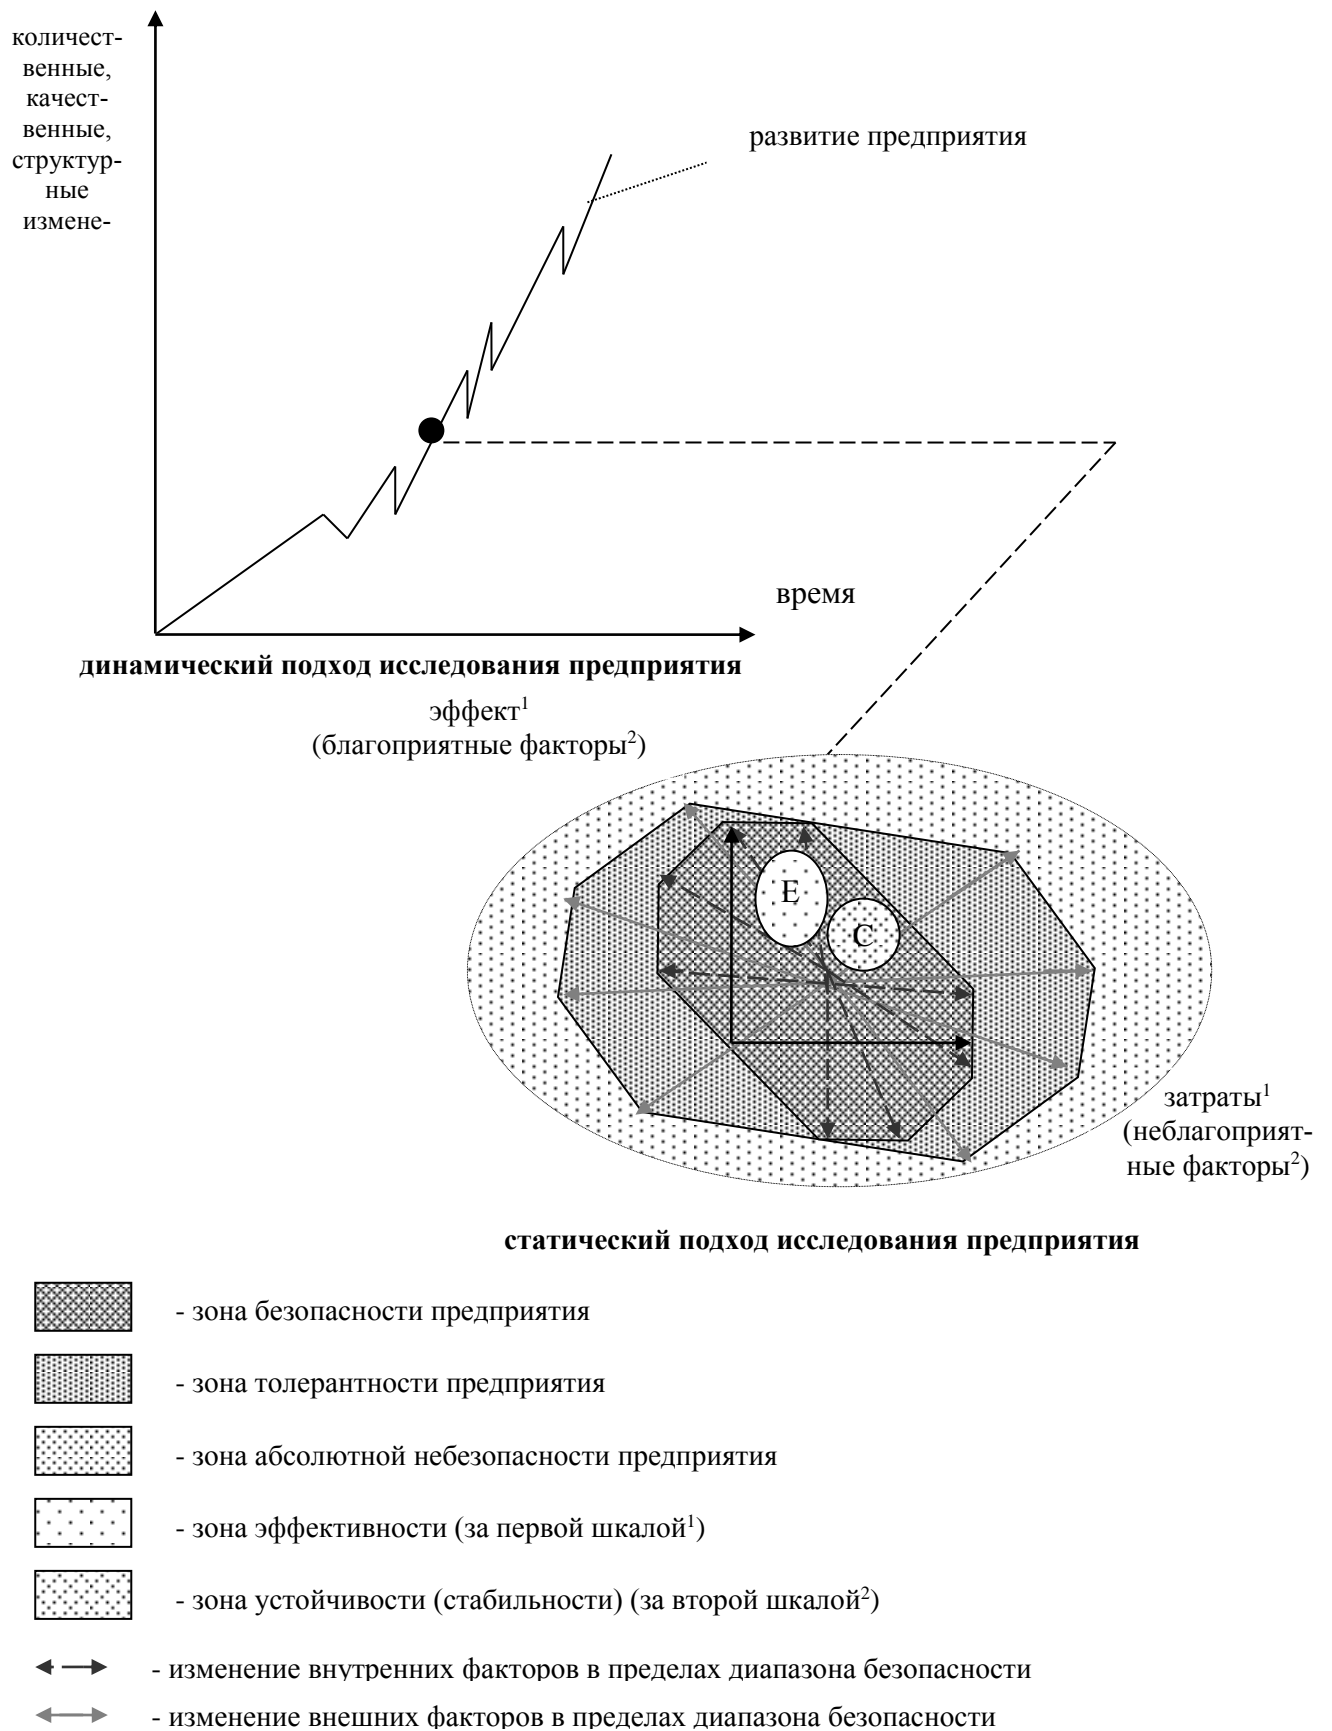 количест-
венные,
качест-
венные,
структур-
ные
измене-
развитие предприятия
время
динамический подход исследования предприятия
эффект¹
(благоприятные факторы²)
E
C
затраты¹
(неблагоприят-
ные факторы²)
статический подход исследования предприятия
- зона безопасности предприятия
- зона толерантности предприятия
- зона абсолютной небезопасности предприятия
- зона эффективности (за первой шкалой¹)
- зона устойчивости (стабильности) (за второй шкалой²)
- изменение внутренних факторов в пределах диапазона безопасности
- изменение внешних факторов в пределах диапазона безопасности